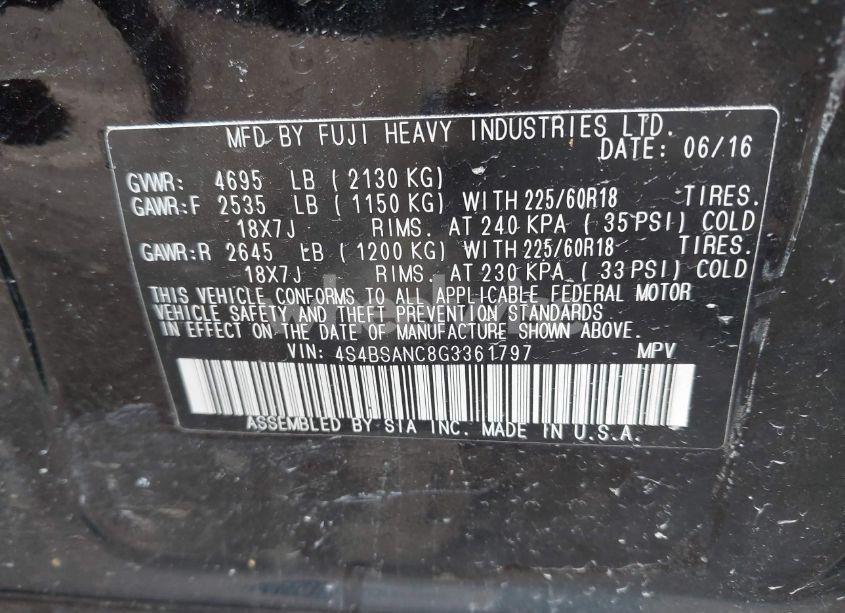 MFD BY FUJI HEAVY INDUSTRIES LTD.
DATE: 06/16
GVWR: 4695 LB (2130 KG)
GAWR:F 2535 LB (1150 KG) WITH 225/60R18 TIRES.
18X7J RIMS. AT 240 KPA (35 PSI) COLD
GAWR:R 2645 LB (1200 KG) WITH 225/60R18 TIRES.
18X7J RIMS. AT 230 KPA (33 PSI) COLD
THIS VEHICLE CONFORMS TO ALL APPLICABLE FEDERAL MOTOR
VEHICLE SAFETY AND THEFT PREVENTION STANDARDS
IN EFFECT ON THE DATE OF MANUFACTURE SHOWN ABOVE.
VIN: 4S4BSANC8G3361797 MPV
ASSEMBLED BY SIA INC. MADE IN U.S.A.